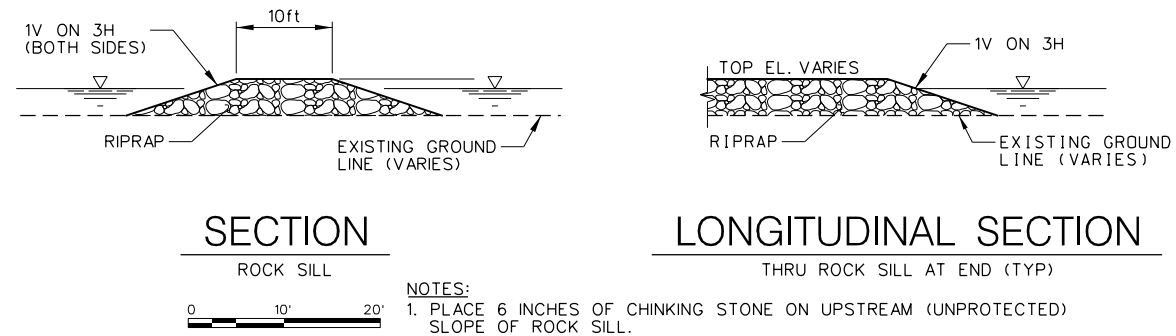 10ft
1V ON 3H
(BOTH SIDES)
RIPRAP
EXISTING GROUND
LINE (VARIES)
SECTION
ROCK SILL
0 10' 20'
1V ON 3H
TOP EL. VARIES
RIPRAP
EXISTING GROUND
LINE (VARIES)
LONGITUDINAL SECTION
THRU ROCK SILL AT END (TYP)
NOTES:
1. PLACE 6 INCHES OF CHINKING STONE ON UPSTREAM (UNPROTECTED)
SLOPE OF ROCK SILL.